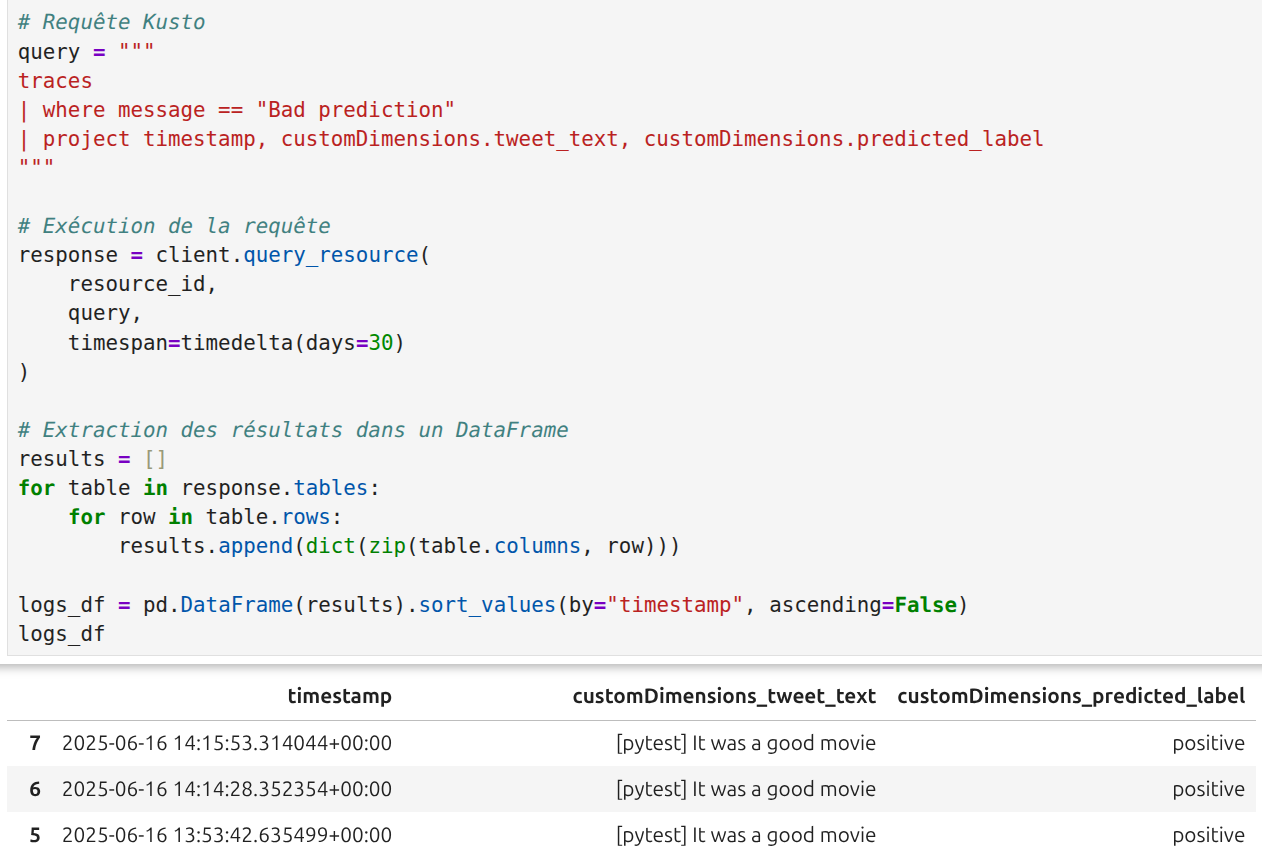 # Requête Kusto
query = """
traces
| where message == "Bad prediction"
| project timestamp, customDimensions.tweet_text, customDimensions.predicted_label
"""
# Exécution de la requête
response = client.query_resource(
    resource_id,
    query,
    timespan=timedelta(days=30)
)
# Extraction des résultats dans un DataFrame
results = []
for table in response.tables:
    for row in table.rows:
        results.append(dict(zip(table.columns, row)))
logs_df = pd.DataFrame(results).sort_values(by="timestamp", ascending=False)
logs_df
timestamp customDimensions_tweet_text customDimensions_predicted_label
7 2025-06-16 14:15:53.314044+00:00 [pytest] It was a good movie positive
6 2025-06-16 14:14:28.352354+00:00 [pytest] It was a good movie positive
5 2025-06-16 13:53:42.635499+00:00 [pytest] It was a good movie positive